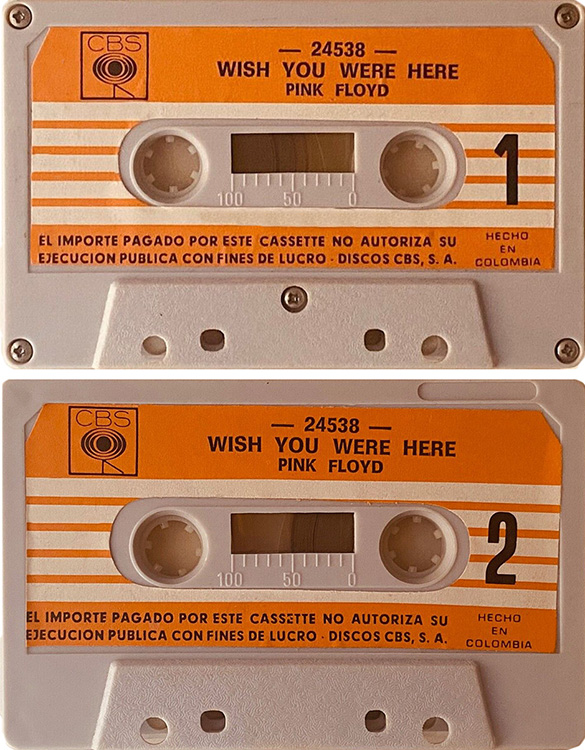 CBS
— 24538 —
WISH YOU WERE HERE
PINK FLOYD
1
100 50 0
EL IMPORTE PAGADO POR ESTE CASSETTE NO AUTORIZA SU
EJECUCION PUBLICA CON FINES DE LUCRO - DISCOS CBS, S. A.
HECHO
EN
COLOMBIA
CBS
— 24538 —
WISH YOU WERE HERE
PINK FLOYD
2
100 50 0
EL IMPORTE PAGADO POR ESTE CASSETTE NO AUTORIZA SU
EJECUCION PUBLICA CON FINES DE LUCRO - DISCOS CBS, S. A.
HECHO
EN
COLOMBIA